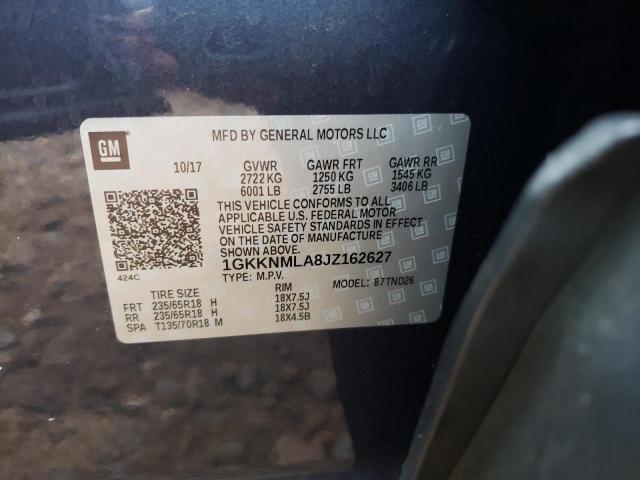 GM
MFD BY GENERAL MOTORS LLC
10/17 GVWR GAWR FRT GAWR RR
2722 KG 1250 KG 1545 KG
6001 LB 2755 LB 3406 LB
THIS VEHICLE CONFORMS TO ALL
APPLICABLE U.S. FEDERAL MOTOR
VEHICLE SAFETY STANDARDS IN EFFECT
ON THE DATE OF MANUFACTURE
SHOWN ABOVE.
424C 1GKKNMLA8JZ162627
TYPE: M.P.V. MODEL: 87TND26
TIRE SIZE RIM
FRT 235/65R18 H 18X7.5J
RR 235/65R18 H 18X7.5J
SPA T135/70R18 M 18X4.5B